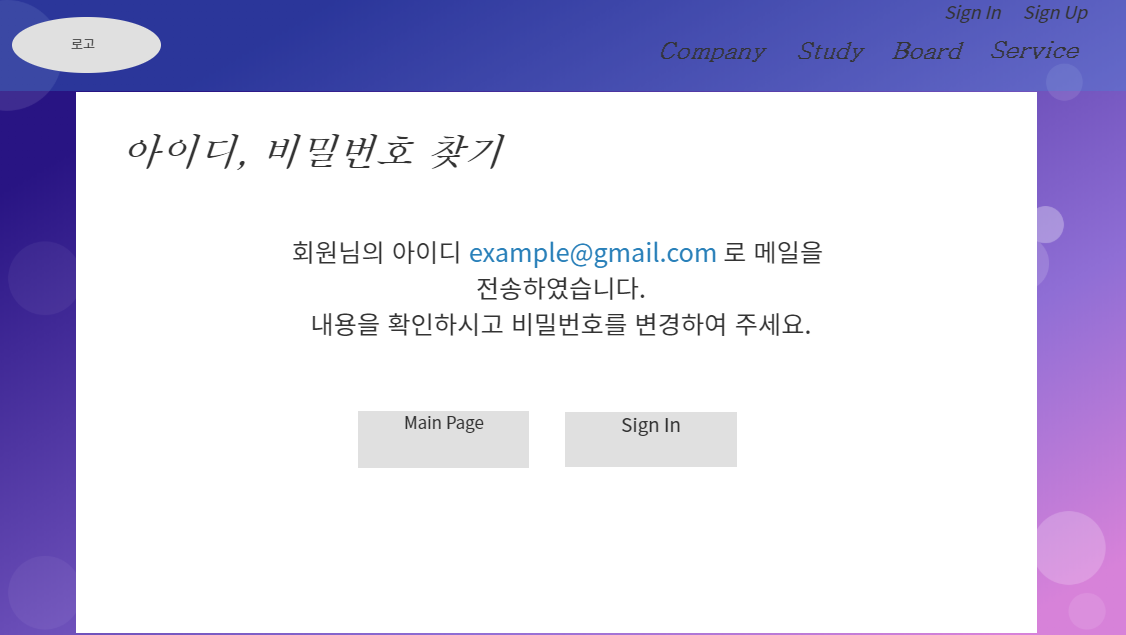 Sign In Sign Up
로고
Company Study Board Service
아이디, 비밀번호 찾기
회원님의 아이디 example@gmail.com 로 메일을
전송하였습니다.
내용을 확인하시고 비밀번호를 변경하여 주세요.
Main Page
Sign In